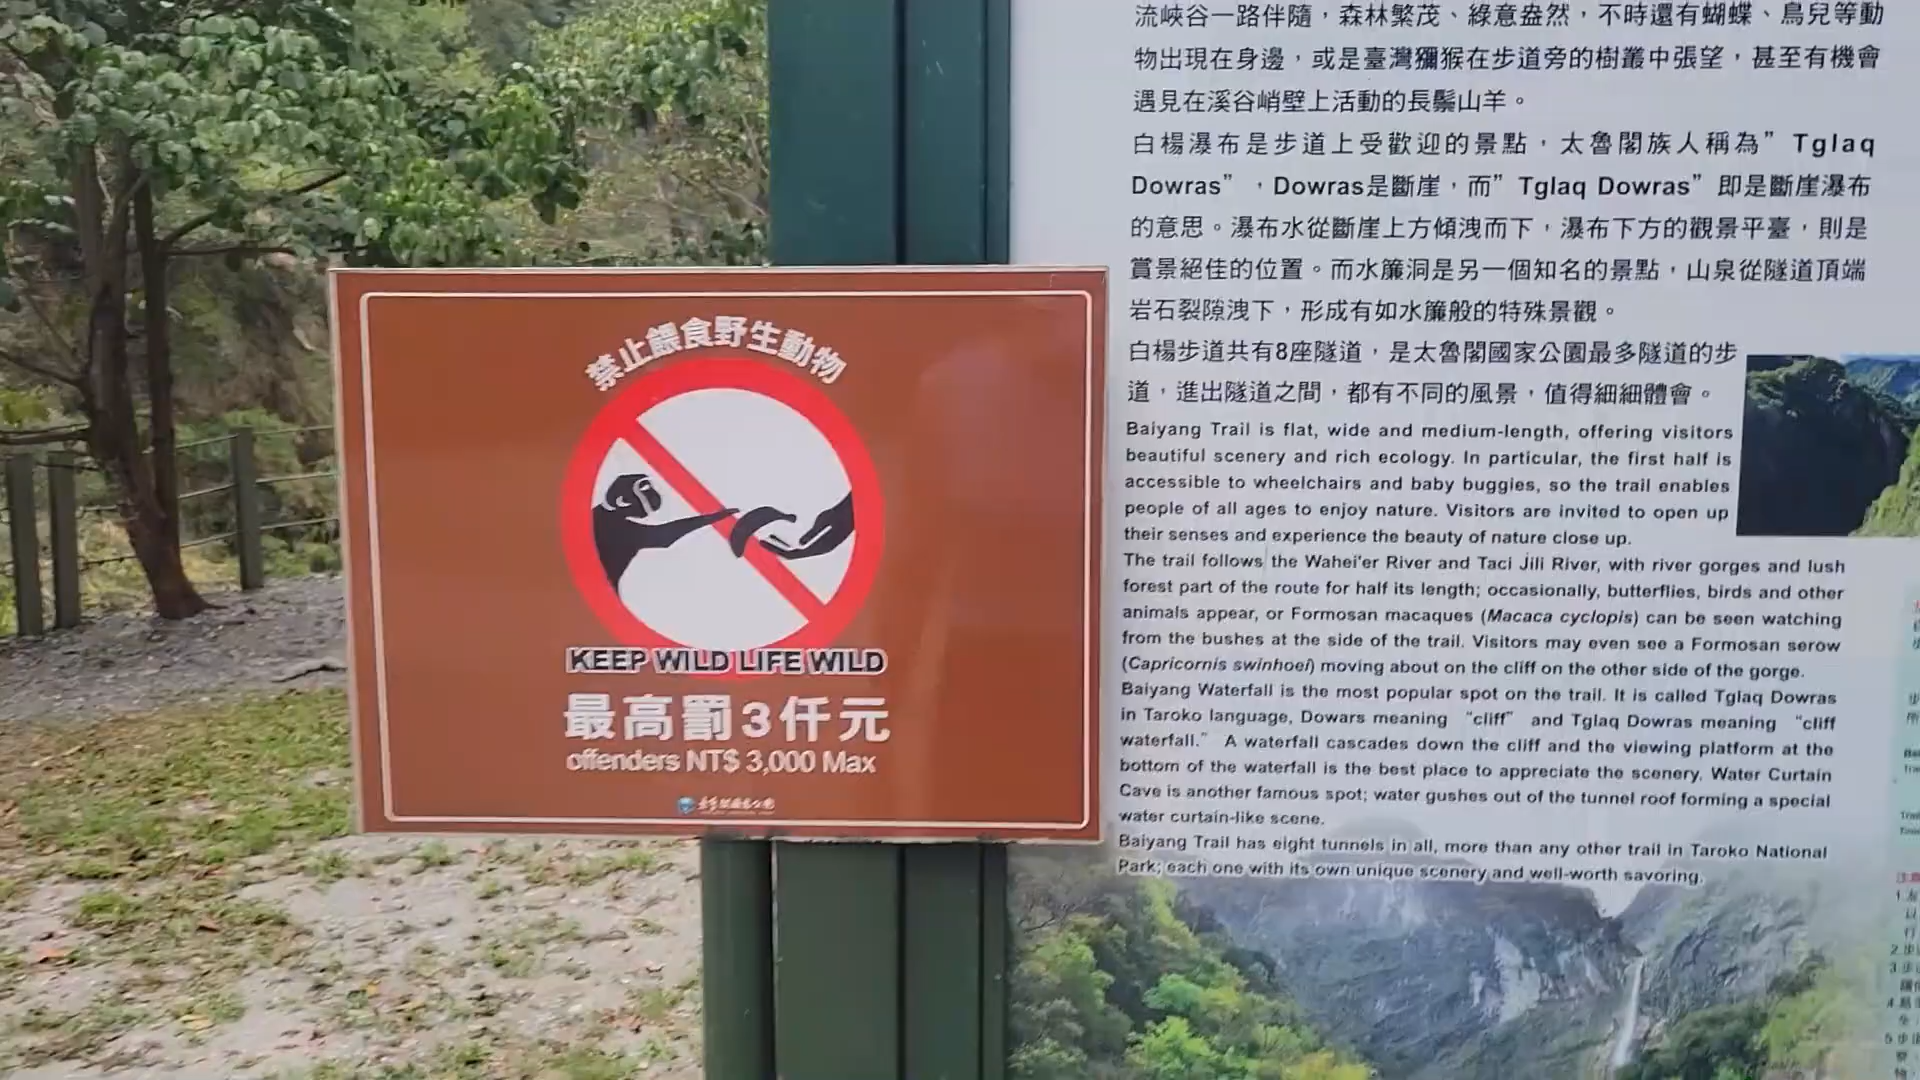 禁止餵食野生動物
KEEP WILD LIFE WILD
最高罰3仟元
offenders NT$ 3,000 Max
太魯閣國家公園
流峽谷一路伴隨，森林繁茂、綠意盎然，不時還有蝴蝶、鳥兒等動
物出現在身邊，或是臺灣獼猴在步道旁的樹叢中張望，甚至有機會
遇見在溪谷峭壁上活動的長鬃山羊。
白楊瀑布是步道上受歡迎的景點，太魯閣族人稱為” Tglaq
Dowras” ，Dowras是斷崖，而” Tglaq Dowras” 即是斷崖瀑布
的意思。瀑布水從斷崖上方傾洩而下，瀑布下方的觀景平臺，則是
賞景絕佳的位置。而水簾洞是另一個知名的景點，山泉從隧道頂端
岩石裂隙洩下，形成有如水簾般的特殊景觀。
白楊步道共有8座隧道，是太魯閣國家公園最多隧道的步
道，進出隧道之間，都有不同的風景，值得細細體會。
Baiyang Trail is flat, wide and medium-length, offering visitors
beautiful scenery and rich ecology. In particular, the first half is
accessible to wheelchairs and baby buggies, so the trail enables
people of all ages to enjoy nature. Visitors are invited to open up
their senses and experience the beauty of nature close up.
The trail follows the Wahei'er River and Taci Jili River, with river gorges and lush
forest part of the route for half its length; occasionally, butterflies, birds and other
animals appear, or Formosan macaques (Macaca cyclopis) can be seen watching
from the bushes at the side of the trail. Visitors may even see a Formosan serow
(Capricornis swinhoei) moving about on the cliff on the other side of the gorge.
Baiyang Waterfall is the most popular spot on the trail. It is called Tglaq Dowras
in Taroko language, Dowars meaning “cliff” and Tglaq Dowras meaning “cliff
waterfall.” A waterfall cascades down the cliff and the viewing platform at the
bottom of the waterfall is the best place to appreciate the scenery. Water Curtain
Cave is another famous spot; water gushes out of the tunnel roof forming a special
water curtain-like scene.
Baiyang Trail has eight tunnels in all, more than any other trail in Taroko National
Park; each one with its own unique scenery and well-worth savoring.